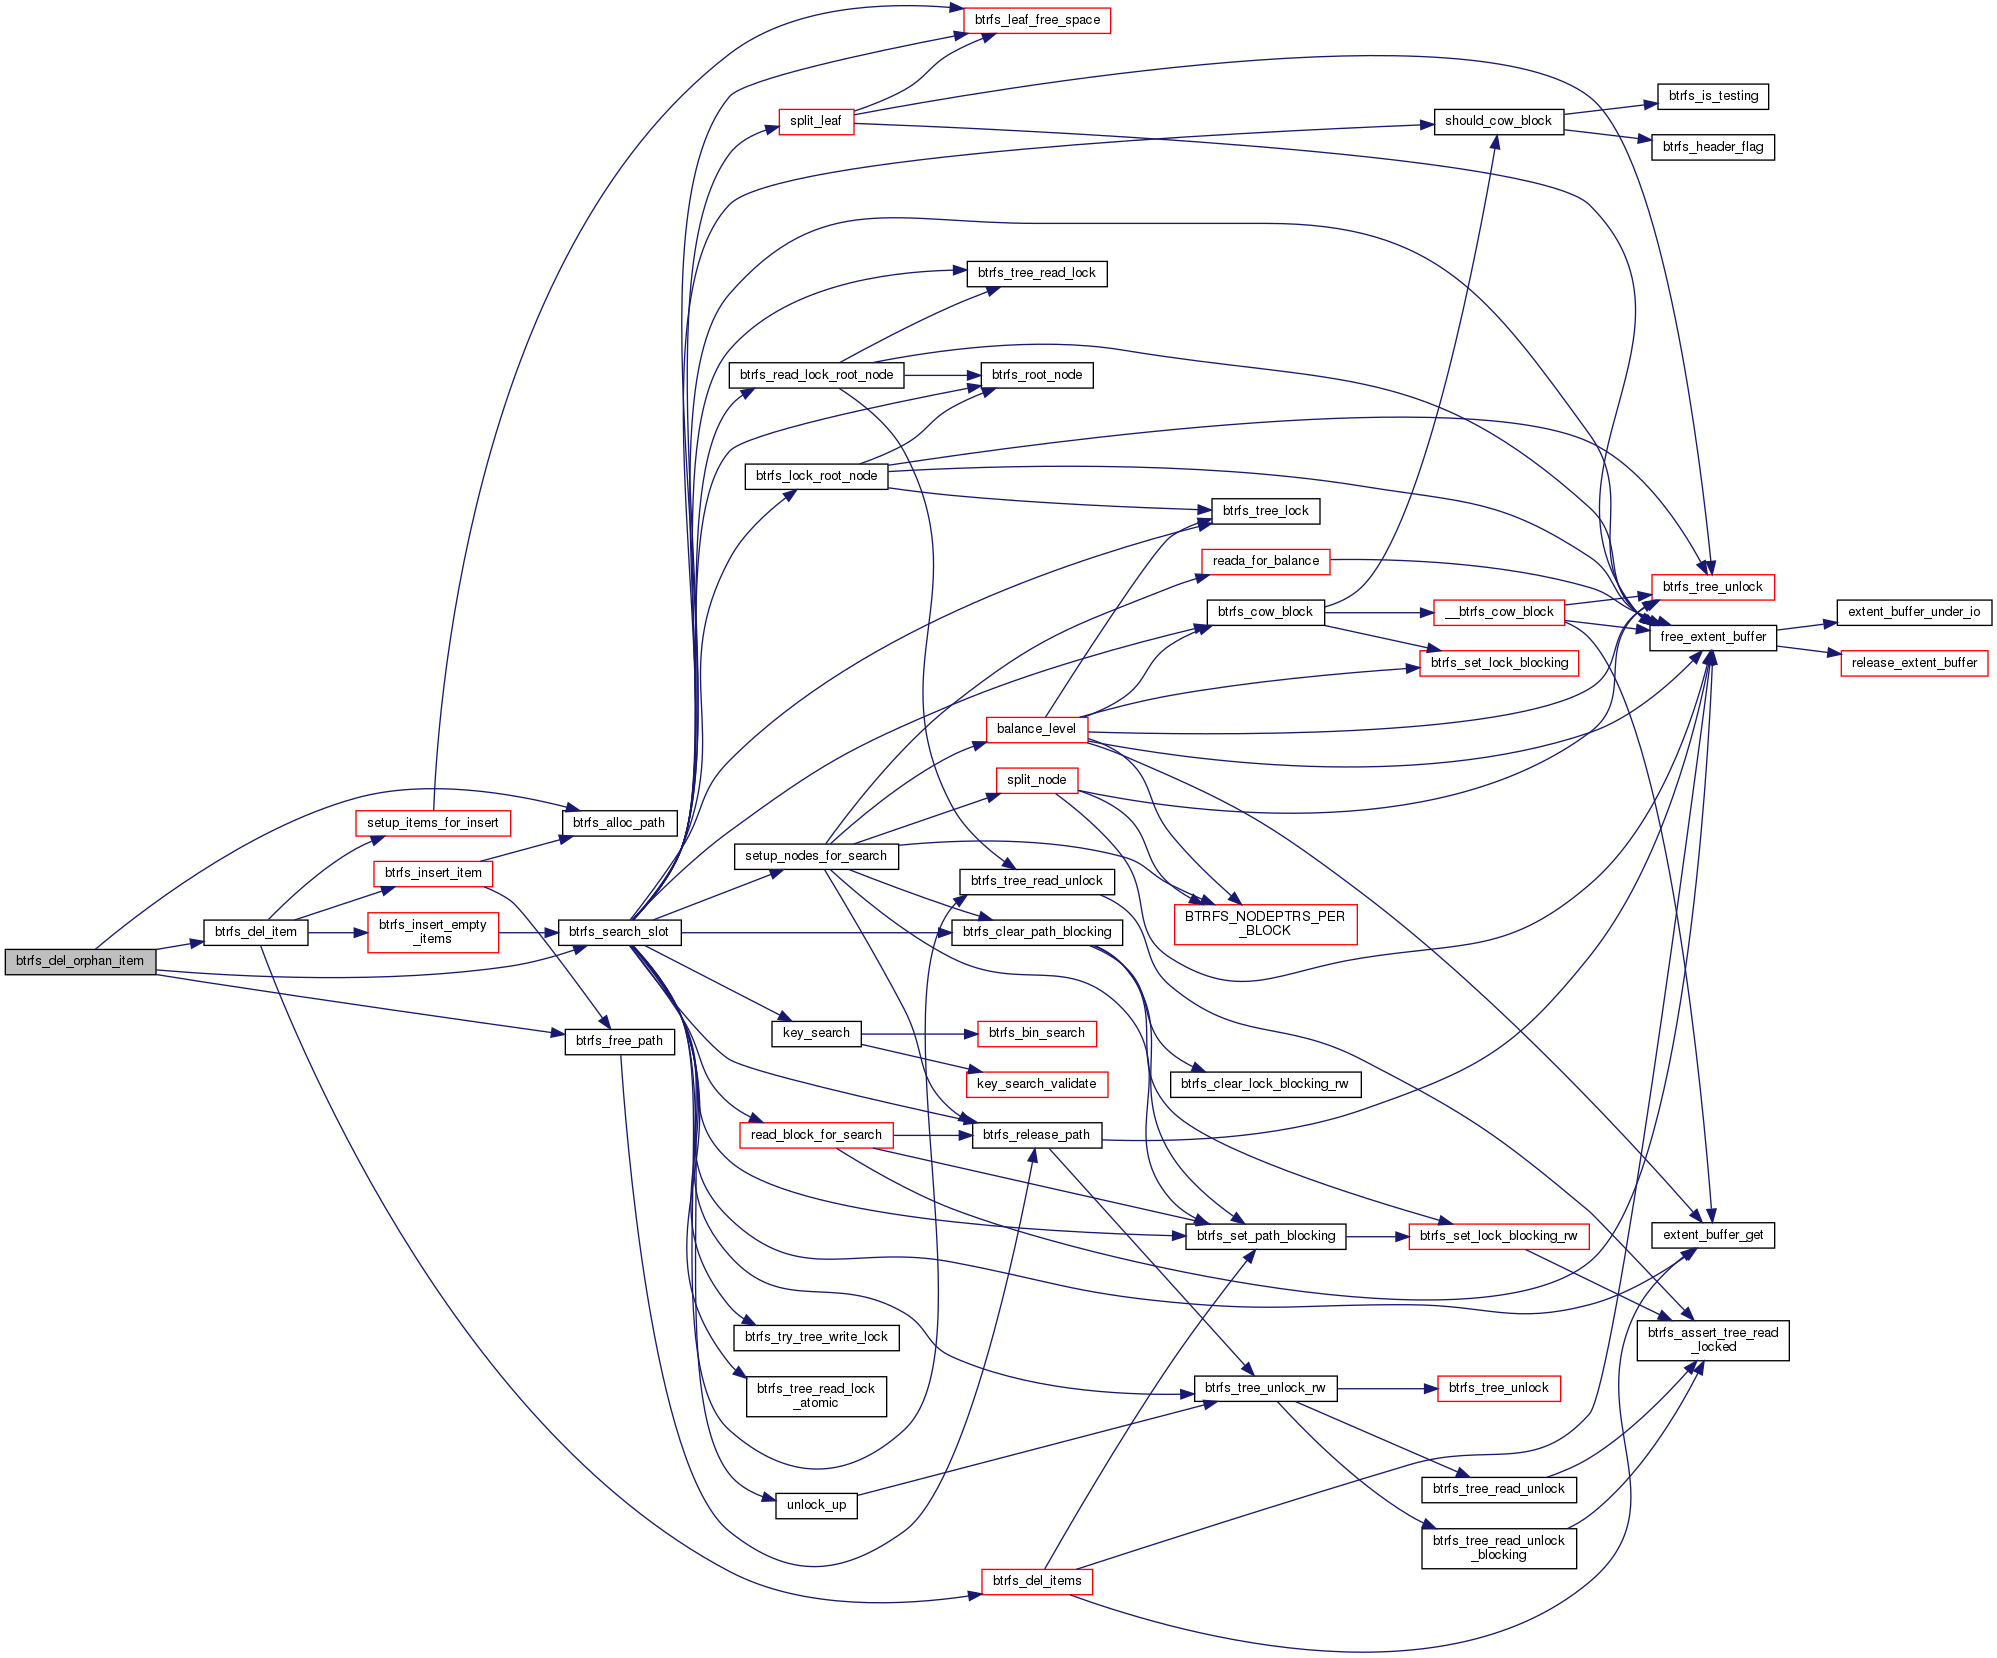 btrfs_leaf_free_space
btrfs_is_testing
split_leaf
should_cow_block
btrfs_header_flag
btrfs_tree_read_lock
btrfs_read_lock_root_node
btrfs_root_node
btrfs_lock_root_node
btrfs_tree_lock
reada_for_balance
btrfs_tree_unlock
btrfs_cow_block
__btrfs_cow_block
extent_buffer_under_io
free_extent_buffer
btrfs_set_lock_blocking
release_extent_buffer
balance_level
split_node
setup_items_for_insert
btrfs_alloc_path
setup_nodes_for_search
btrfs_insert_item
btrfs_tree_read_unlock
BTRFS_NODEPTRS_PER
_BLOCK
btrfs_del_item
btrfs_insert_empty
_items
btrfs_search_slot
btrfs_clear_path_blocking
btrfs_del_orphan_item
key_search
btrfs_bin_search
btrfs_free_path
key_search_validate
btrfs_clear_lock_blocking_rw
read_block_for_search
btrfs_release_path
btrfs_set_path_blocking
btrfs_set_lock_blocking_rw
extent_buffer_get
btrfs_try_tree_write_lock
btrfs_assert_tree_read
_locked
btrfs_tree_read_lock
_atomic
btrfs_tree_unlock_rw
btrfs_tree_unlock
btrfs_tree_read_unlock
unlock_up
btrfs_tree_read_unlock
_blocking
btrfs_del_items